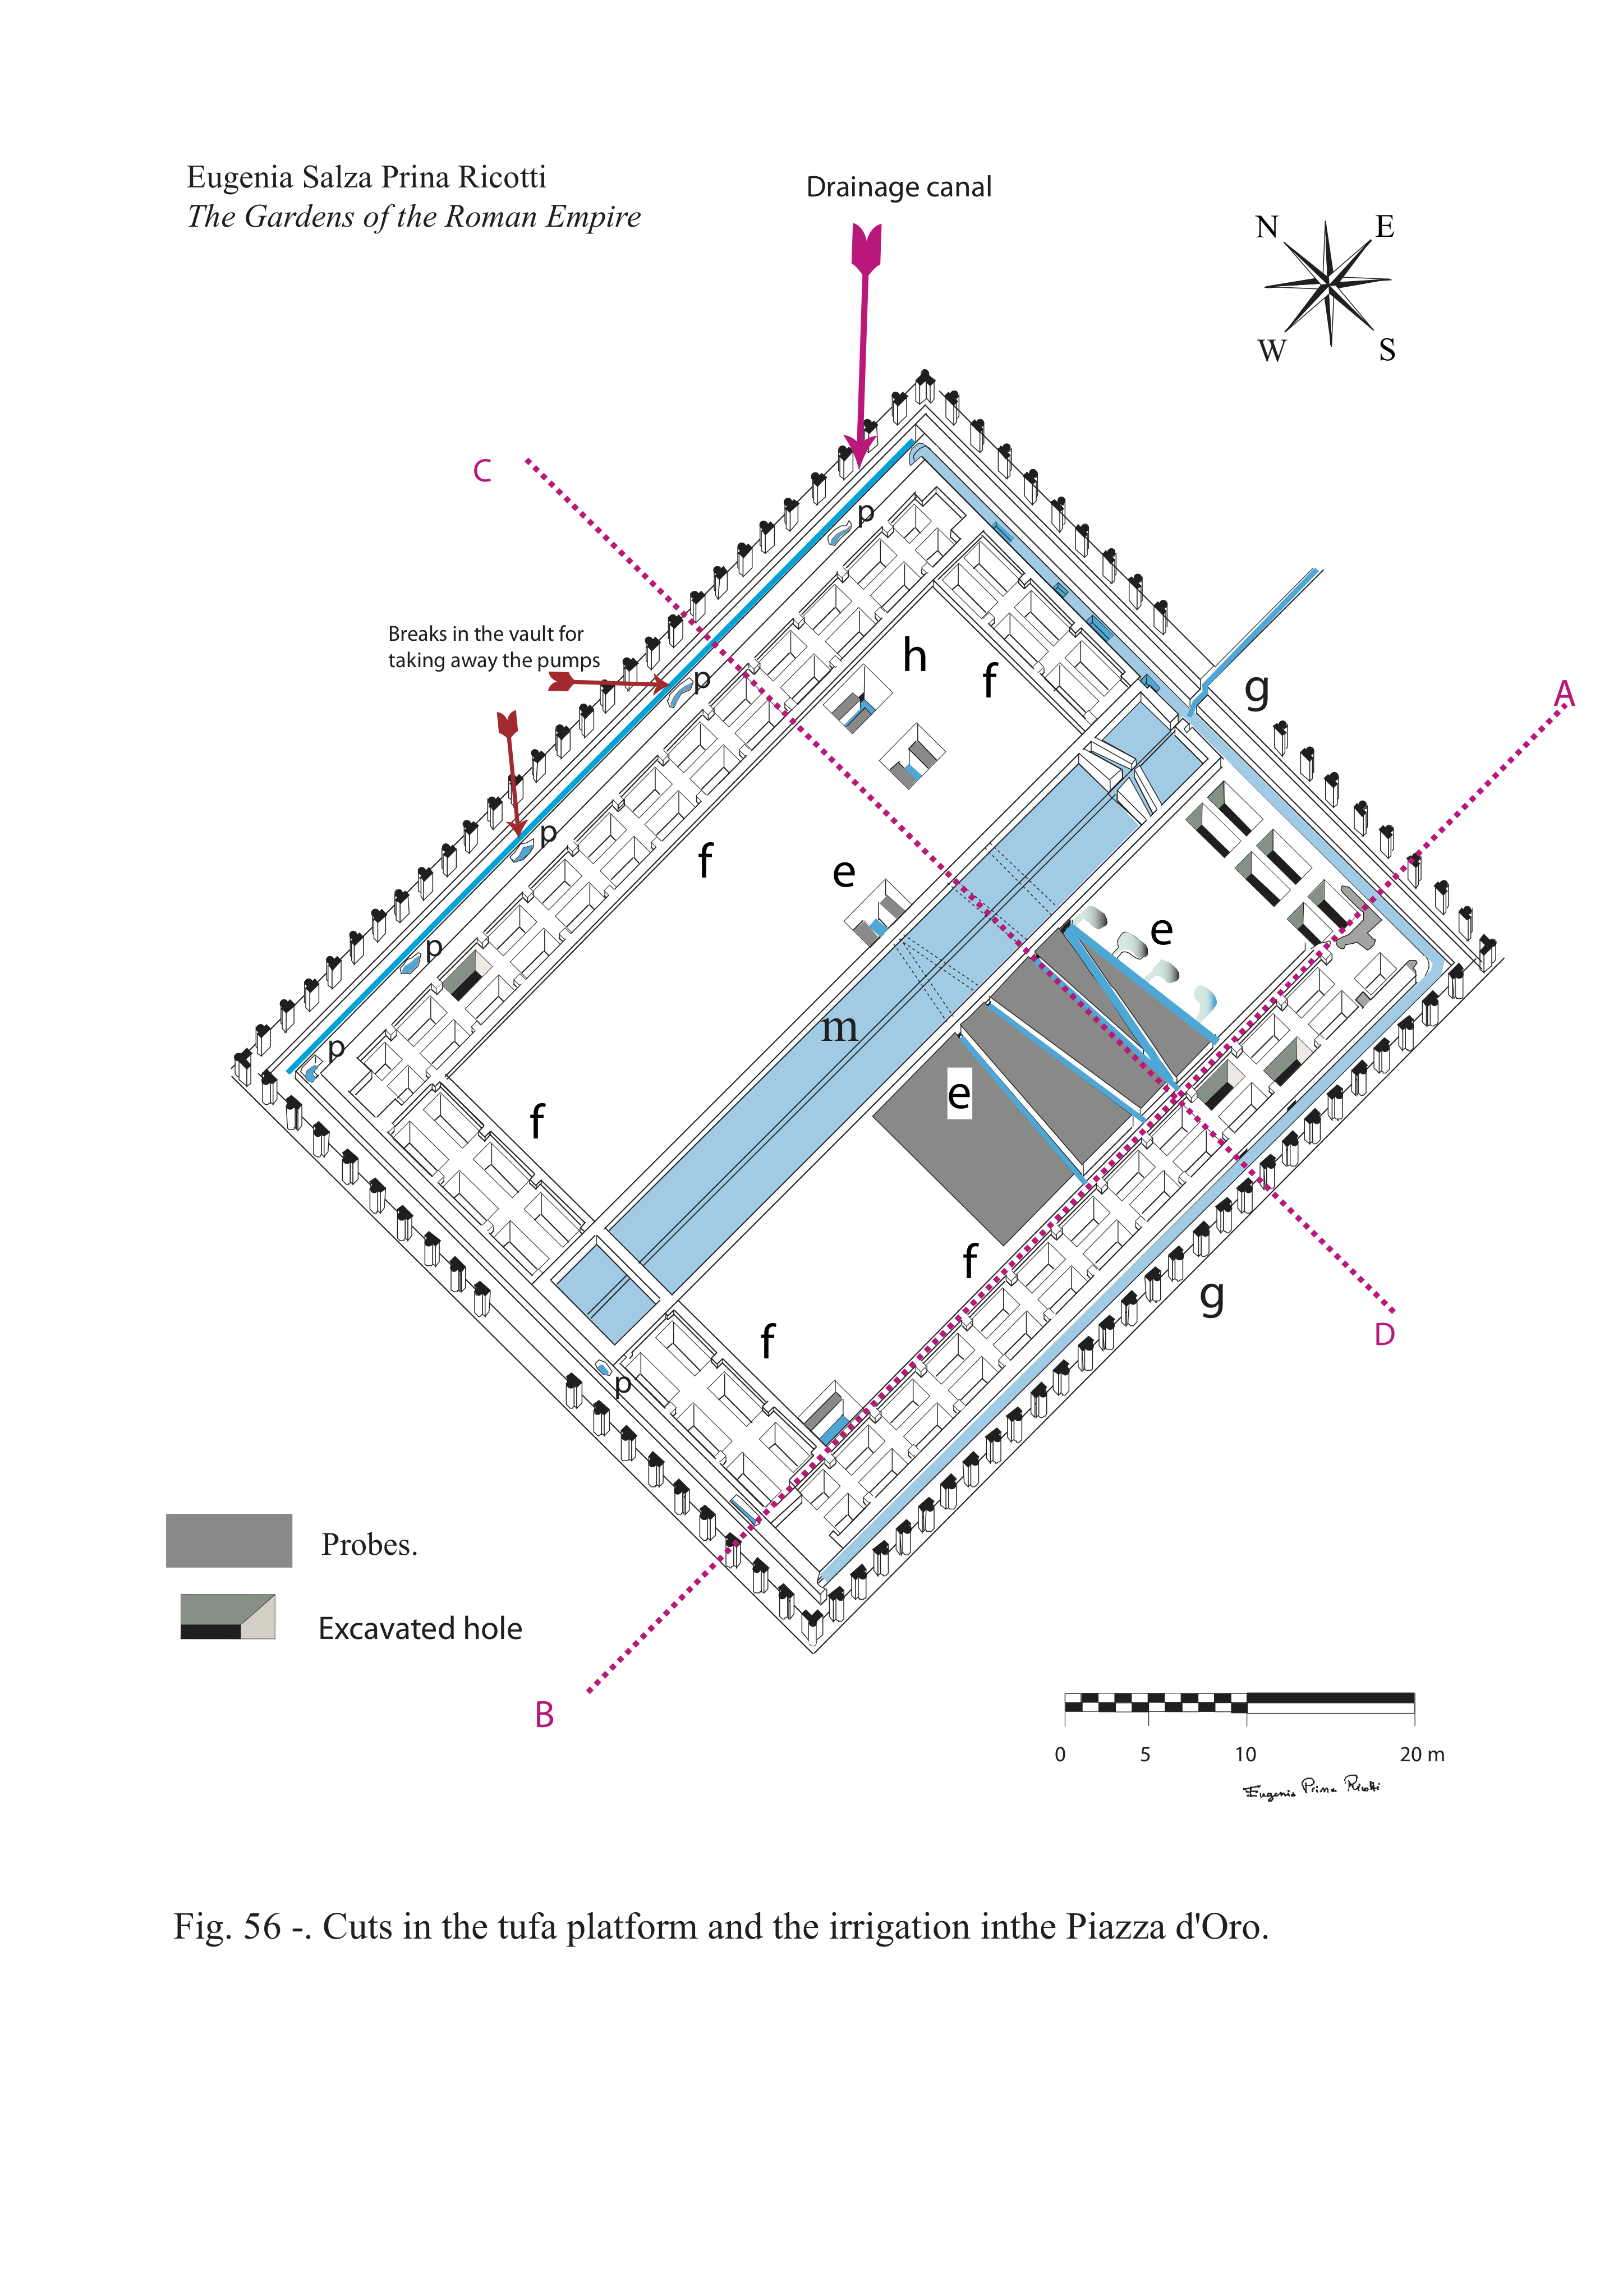 Eugenia Salza Prina Ricotti
The Gardens of the Roman Empire
Drainage canal
N E
W S
C
p
Breaks in the vault for
taking away the pumps
h
f
p
g
A
p
f
e
e
p
m
p
e
f
f
g
f
D
p
B
Probes.
Excavated hole
0 5 10 20 m
Eugenia Prina Ricotti
Fig. 56 -. Cuts in the tufa platform and the irrigation inthe Piazza d'Oro.